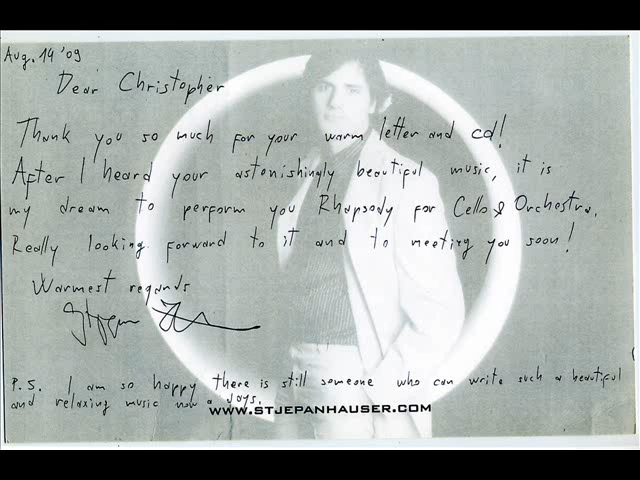 Aug. 14 '09
Dear Christopher
Thank you so much for your warm letter and cd!
After I heard your astonishingly beautiful music, it is
my dream to perform you Rhapsody for Cello & Orchestra.
Really looking forward to it and to meeting you soon!
Warmest regards
P.S. I am so happy there is still someone who can write such a beautiful
and relaxing music now a days.
WWW.STJEPANHAUSER.COM